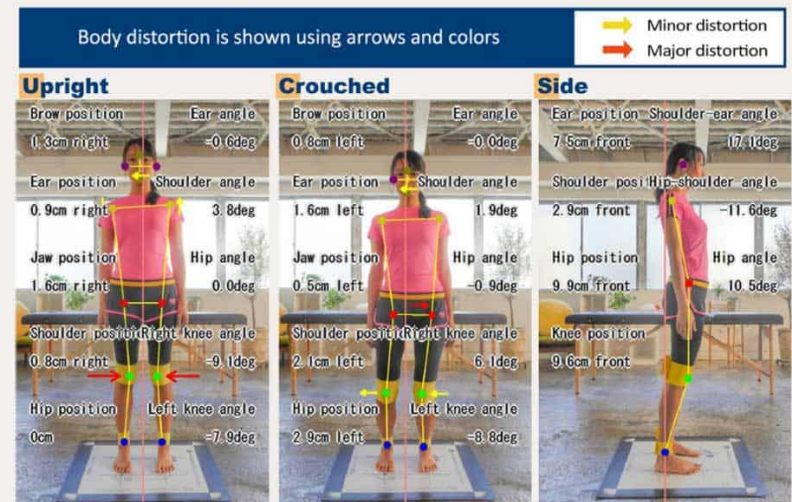 Body distortion is shown using arrows and colors
Minor distortion
Major distortion
Upright
Brow position Ear angle
1.3cm right -0.6deg
Ear position Shoulder angle
0.9cm right 3.8deg
Jaw position Hip angle
1.6cm right 0.0deg
Shoulder position Right knee angle
0.8cm right -9.1deg
Hip position Left knee angle
0cm -7.9deg
Crouched
Brow position Ear angle
0.8cm left -0.0deg
Ear position Shoulder angle
1.6cm left 1.9deg
Jaw position Hip angle
0.5cm left -0.9deg
Shoulder position Right knee angle
2.1cm left 6.1deg
Hip position Left knee angle
2.9cm left -8.8deg
Side
Ear position Shoulder-ear angle
7.5cm front 17.1deg
Shoulder posi Hip-shoulder angle
2.9cm front -11.6deg
Hip position Hip angle
9.9cm front 10.5deg
Knee position
9.6cm front